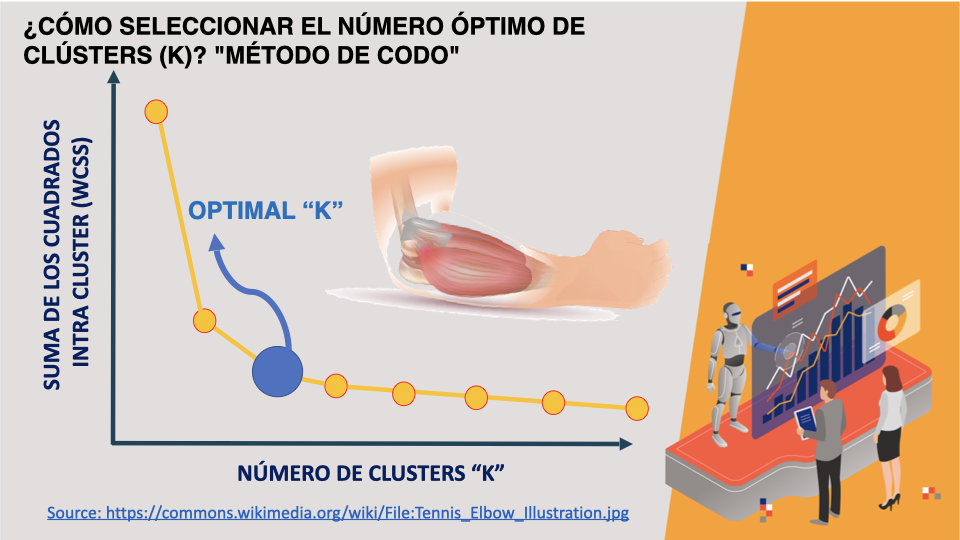 ¿CÓMO SELECCIONAR EL NÚMERO ÓPTIMO DE
CLÚSTERS (K)? "MÉTODO DE CODO"
SUMA DE LOS CUADRADOS
INTRA CLUSTER (WCSS)
OPTIMAL “K”
NÚMERO DE CLUSTERS “K”
Source: https://commons.wikimedia.org/wiki/File:Tennis_Elbow_Illustration.jpg